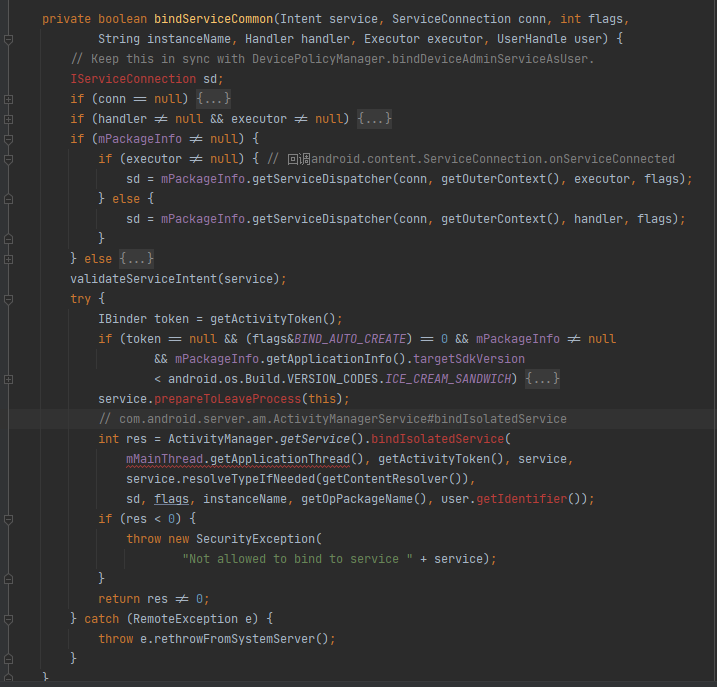 private boolean bindServiceCommon(Intent service, ServiceConnection conn, int flags,
String instanceName, Handler handler, Executor executor, UserHandle user) {
// Keep this in sync with DevicePolicyManager.bindDeviceAdminServiceAsUser.
IServiceConnection sd;
if (conn == null) {...}
if (handler != null && executor != null) {...}
if (mPackageInfo != null) {
if (executor != null) { // 回调android.content.ServiceConnection.onServiceConnected
sd = mPackageInfo.getServiceDispatcher(conn, getOuterContext(), executor, flags);
} else {
sd = mPackageInfo.getServiceDispatcher(conn, getOuterContext(), handler, flags);
}
} else {...}
validateServiceIntent(service);
try {
IBinder token = getActivityToken();
if (token == null && (flags&BIND_AUTO_CREATE) == 0 && mPackageInfo != null
&& mPackageInfo.getApplicationInfo().targetSdkVersion
< android.os.Build.VERSION_CODES.ICE_CREAM_SANDWICH) {...}
service.prepareToLeaveProcess(this);
// com.android.server.am.ActivityManagerService#bindIsolatedService
int res = ActivityManager.getService().bindIsolatedService(
mMainThread.getApplicationThread(), getActivityToken(), service,
service.resolveTypeIfNeeded(getContentResolver()),
sd, flags, instanceName, getOpPackageName(), user.getIdentifier());
if (res < 0) {
throw new SecurityException(
"Not allowed to bind to service " + service);
}
return res != 0;
} catch (RemoteException e) {
throw e.rethrowFromSystemServer();
}
}